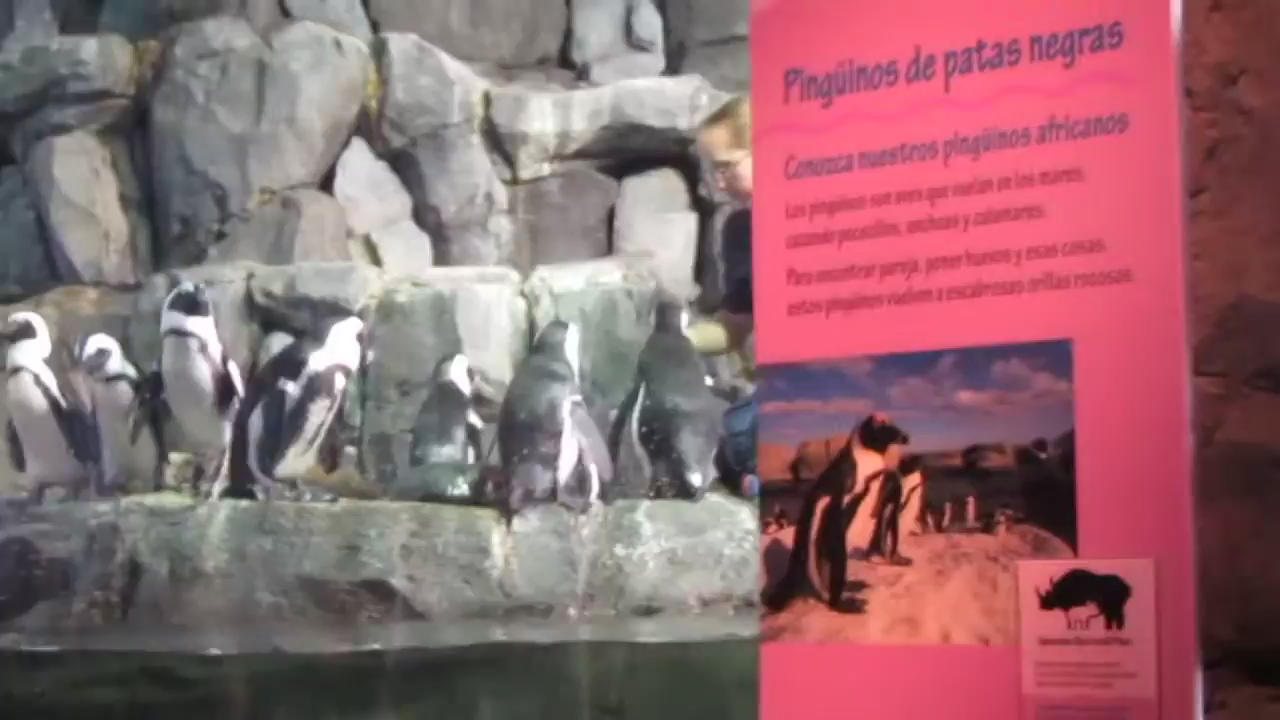 Pingüinos de patas negras
Conozca nuestros pingüinos africanos
Los pingüinos son aves que vuelan en los mares,
cazando pececillos, anchoas y calamares.
Para encontrar pareja, poner huevos y esas cosas,
estos pingüinos vuelven a escabrosas orillas rocosas.